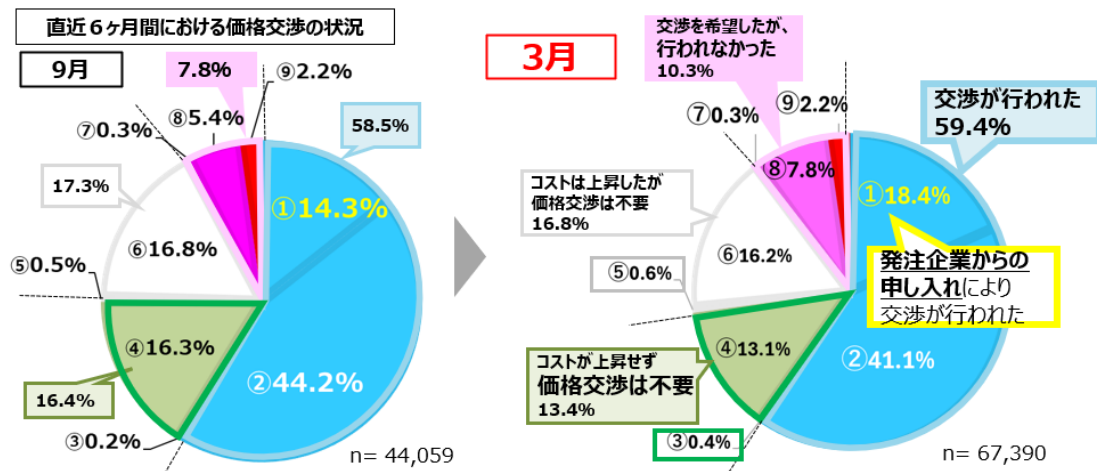 直近６ヶ月間における価格交渉の状況
9月
7.8%
⑨2.2%
⑧5.4%
⑦0.3%
58.5%
17.3%
①14.3%
⑥16.8%
⑤0.5%
④16.3%
②44.2%
16.4%
③0.2%
n= 44,059
3月
交渉を希望したが、
行われなかった
10.3%
⑨2.2%
⑦0.3%
交渉が行われた
59.4%
⑧7.8%
①18.4%
コストは上昇したが
価格交渉は不要
16.8%
⑥16.2%
発注企業からの
申し入れにより
交渉が行われた
⑤0.6%
④13.1%
②41.1%
コストが上昇せず
価格交渉は不要
13.4%
③0.4%
n= 67,390